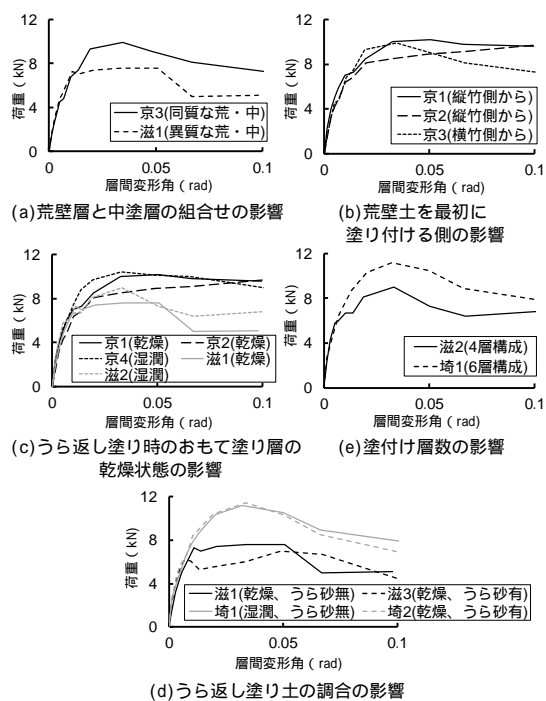 12
8
4
0
荷重（kN）
京3(同質な荒・中)
滋1(異質な荒・中)
0
0.05
0.1
層間変形角（rad）
(a)荒壁層と中塗層の組合せの影響
12
8
4
0
荷重（kN）
京1(縦竹側から)
京2(縦竹側から)
京3(横竹側から)
0
0.05
0.1
層間変形角（rad）
(b)荒壁土を最初に
塗り付ける側の影響
12
8
4
0
荷重（kN）
京1(乾燥) 京2(乾燥)
京4(湿潤) 滋1(乾燥)
滋2(湿潤)
0
0.05
0.1
層間変形角（rad）
(c)うら返し塗り時のおもて塗り層の
乾燥状態の影響
12
8
4
0
荷重（kN）
滋2(4層構成)
埼1(6層構成)
0
0.05
0.1
層間変形角（rad）
(e)塗付け層数の影響
12
8
4
0
荷重（kN）
滋1(乾燥、うら砂無) 滋3(乾燥、うら砂有)
埼1(湿潤、うら砂無) 埼2(乾燥、うら砂有)
0
0.05
0.1
層間変形角（rad）
(d)うら返し塗り土の調合の影響